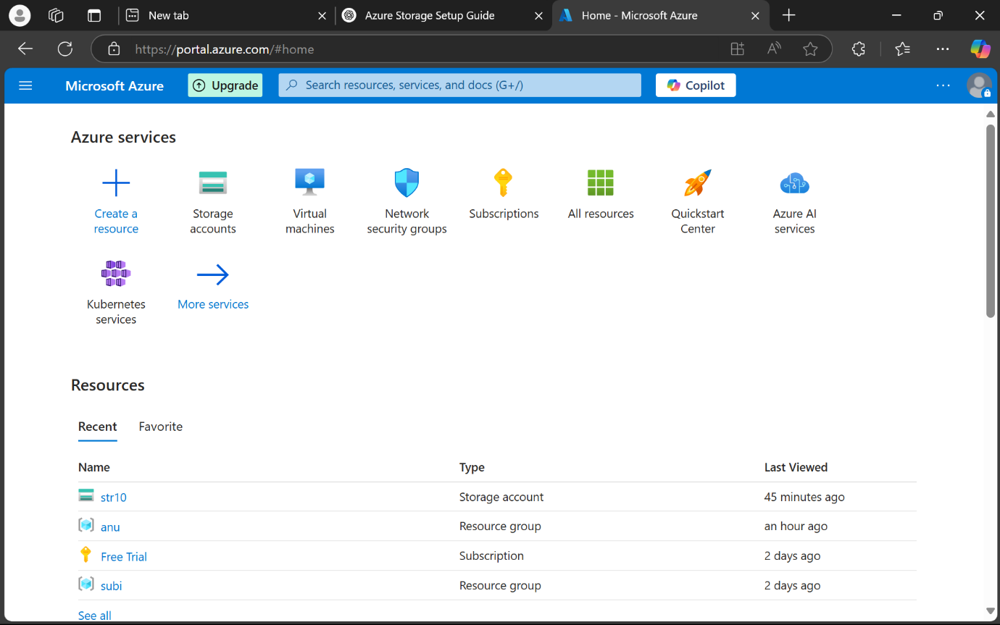 New tab
Azure Storage Setup Guide
Home - Microsoft Azure
https://portal.azure.com/#home
Microsoft Azure
Upgrade
Search resources, services, and docs (G+/)
Copilot
Azure services
Create a
resource
Storage
accounts
Virtual
machines
Network
security groups
Subscriptions
All resources
Quickstart
Center
Azure AI
services
Kubernetes
services
More services
Resources
Recent Favorite
Name Type Last Viewed
str10 Storage account 45 minutes ago
anu Resource group an hour ago
Free Trial Subscription 2 days ago
subi Resource group 2 days ago
See all